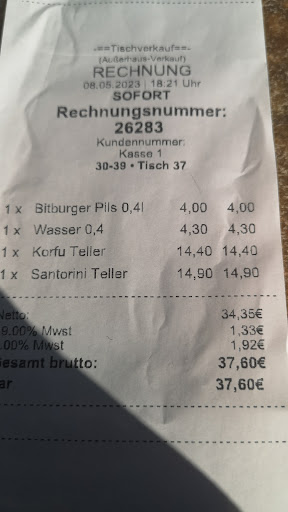 -==Tischverkauf==-
(Außerhaus-Verkauf)
RECHNUNG
08.05.2023 | 18:21 Uhr
SOFORT
Rechnungsnummer:
26283
Kundennummer:
Kasse 1
30-39 • Tisch 37
1 x Bitburger Pils 0,4l 4,00 4,00
1 x Wasser 0,4 4,30 4,30
1 x Korfu Teller 14,40 14,40
1 x Santorini Teller 14,90 14,90
Netto: 34,35€
9.00% Mwst 1,33€
.00% Mwst 1,92€
Gesamt brutto: 37,60€
ar 37,60€